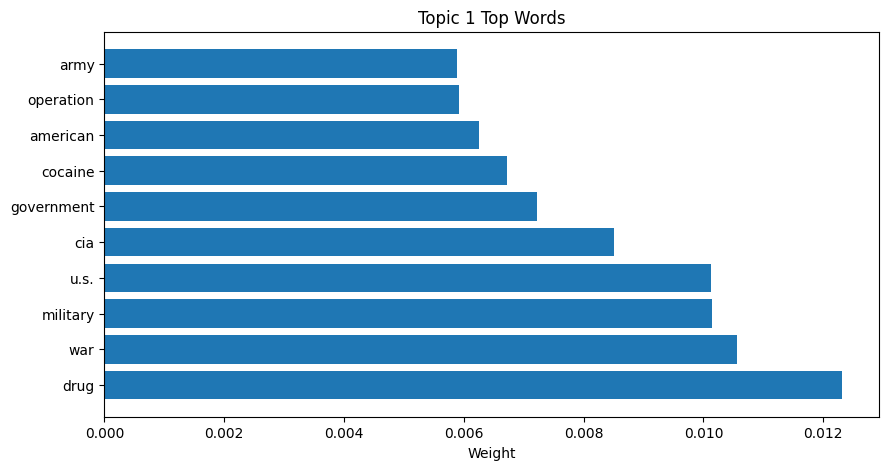 Topic 1 Top Words
army
operation
american
cocaine
government
cia
u.s.
military
war
drug
0.000 0.002 0.004 0.006 0.008 0.010 0.012
Weight